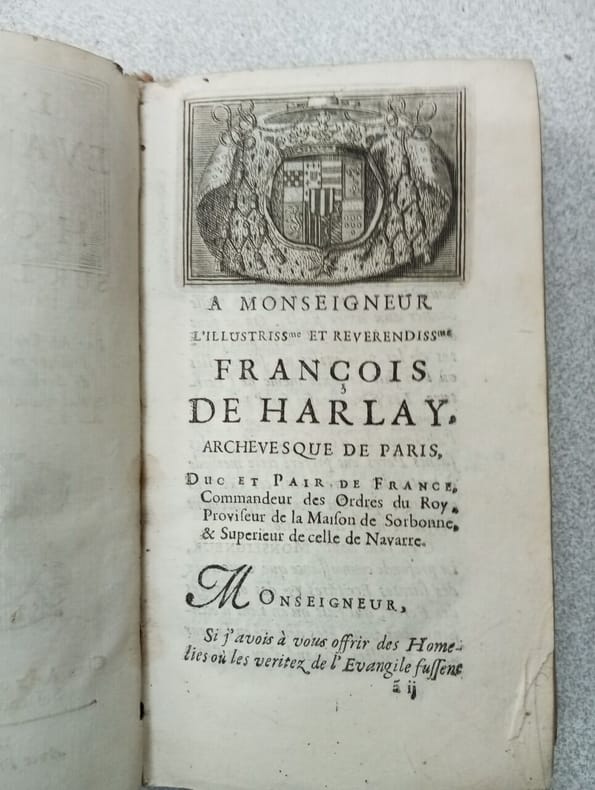 A MONSEIGNEUR
L'ILLUSTRISSme ET REVERENDISSme
FRANÇOIS
DE HARLAY,
ARCHEVESQUE DE PARIS,
DUC ET PAIR DE FRANCE,
Commandeur des Ordres du Roy,
Proviſeur de la Maiſon de Sorbonne,
& Superieur de celle de Navarre.
MONSEIGNEUR,
Si j'avois à vous offrir des Home-
lies où les veritez de l'Evangile fuſſent
ã ij